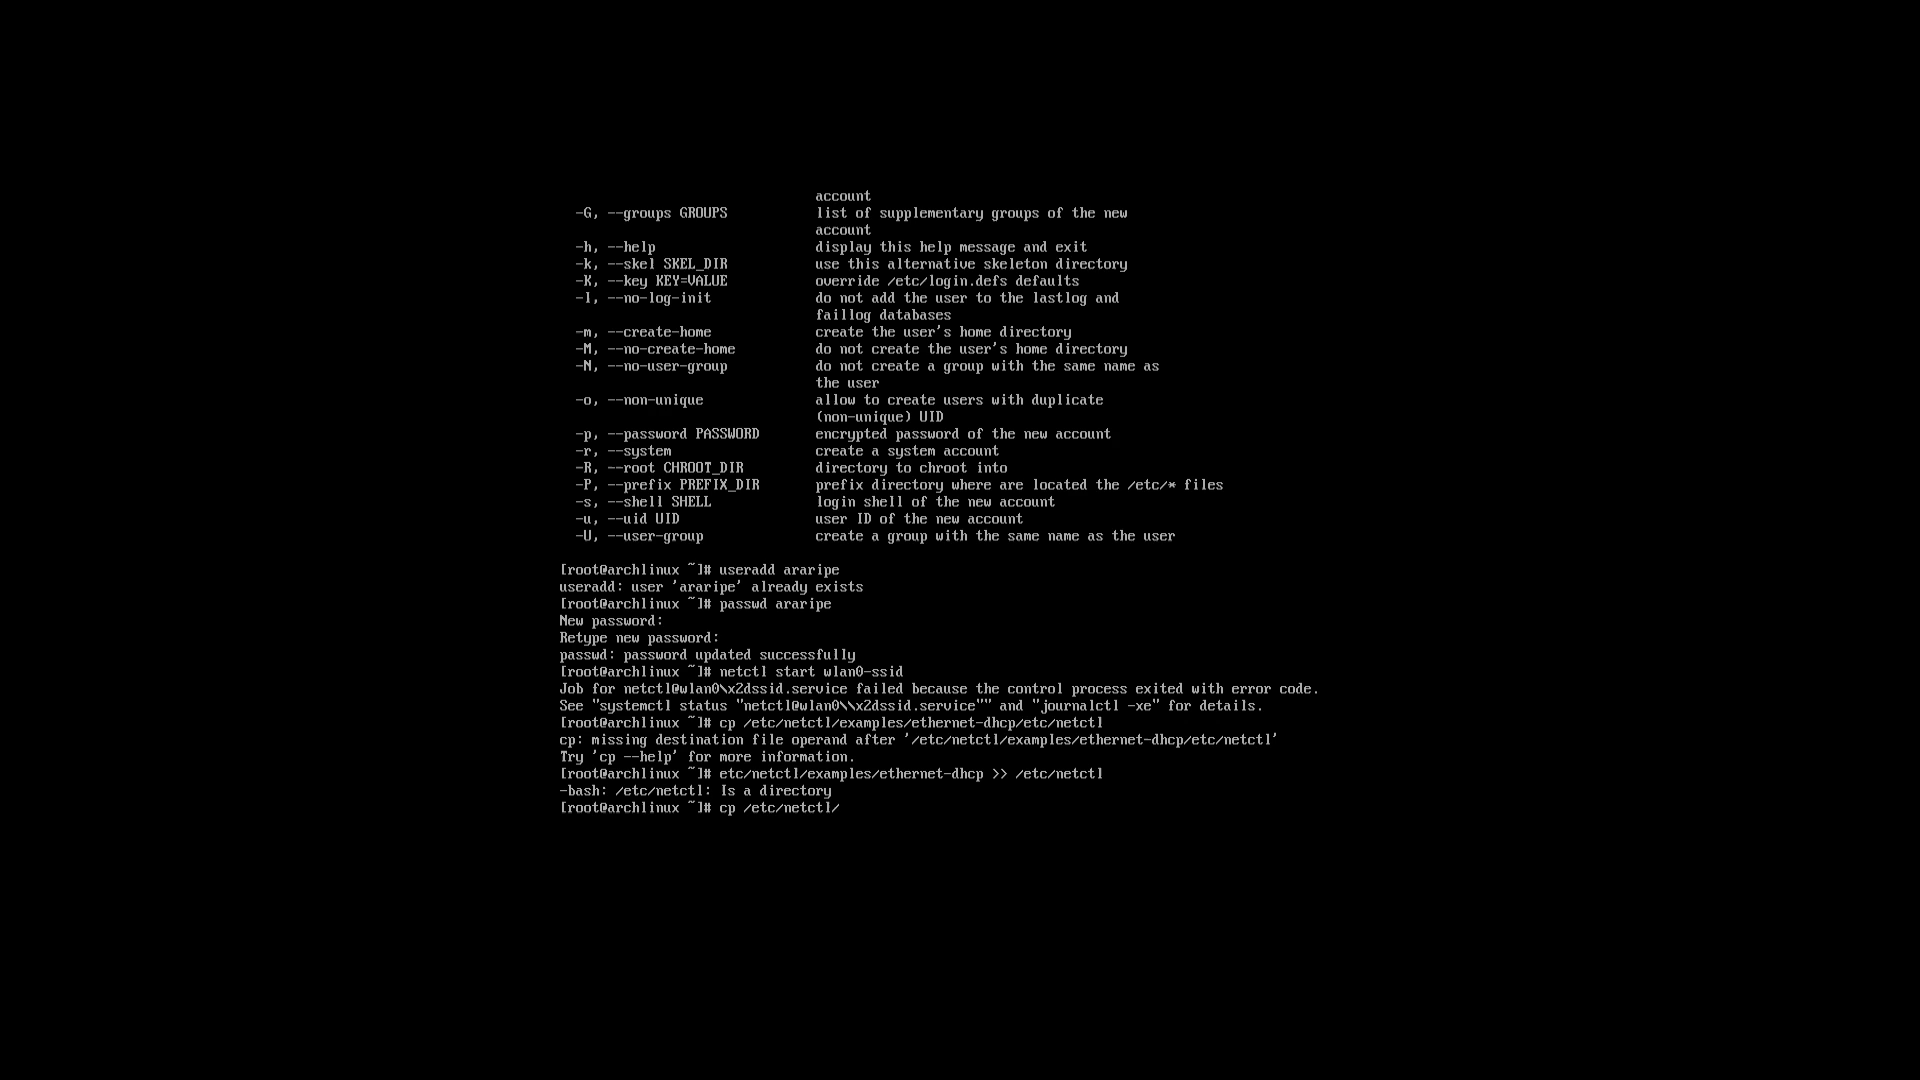 account
-G, --groups GROUPS list of supplementary groups of the new
account
-h, --help display this help message and exit
-k, --skel SKEL_DIR use this alternative skeleton directory
-K, --key KEY=VALUE override /etc/login.defs defaults
-l, --no-log-init do not add the user to the lastlog and
faillog databases
-m, --create-home create the user's home directory
-M, --no-create-home do not create the user's home directory
-N, --no-user-group do not create a group with the same name as
the user
-o, --non-unique allow to create users with duplicate
(non-unique) UID
-p, --password PASSWORD encrypted password of the new account
-r, --system create a system account
-R, --root CHROOT_DIR directory to chroot into
-P, --prefix PREFIX_DIR prefix directory where are located the /etc/* files
-s, --shell SHELL login shell of the new account
-u, --uid UID user ID of the new account
-U, --user-group create a group with the same name as the user
[root@archlinux ~]# useradd araripe
useradd: user 'araripe' already exists
[root@archlinux ~]# passwd araripe
New password:
Retype new password:
passwd: password updated successfully
[root@archlinux ~]# netctl start wlan0-ssid
Job for netctl@wlan0\x2dssid.service failed because the control process exited with error code.
See "systemctl status "netctl@wlan0\\x2dssid.service"" and "journalctl -xe" for details.
[root@archlinux ~]# cp /etc/netctl/examples/ethernet-dhcp/etc/netctl
cp: missing destination file operand after '/etc/netctl/examples/ethernet-dhcp/etc/netctl'
Try 'cp --help' for more information.
[root@archlinux ~]# etc/netctl/examples/ethernet-dhcp >> /etc/netctl
-bash: /etc/netctl: Is a directory
[root@archlinux ~]# cp /etc/netctl/